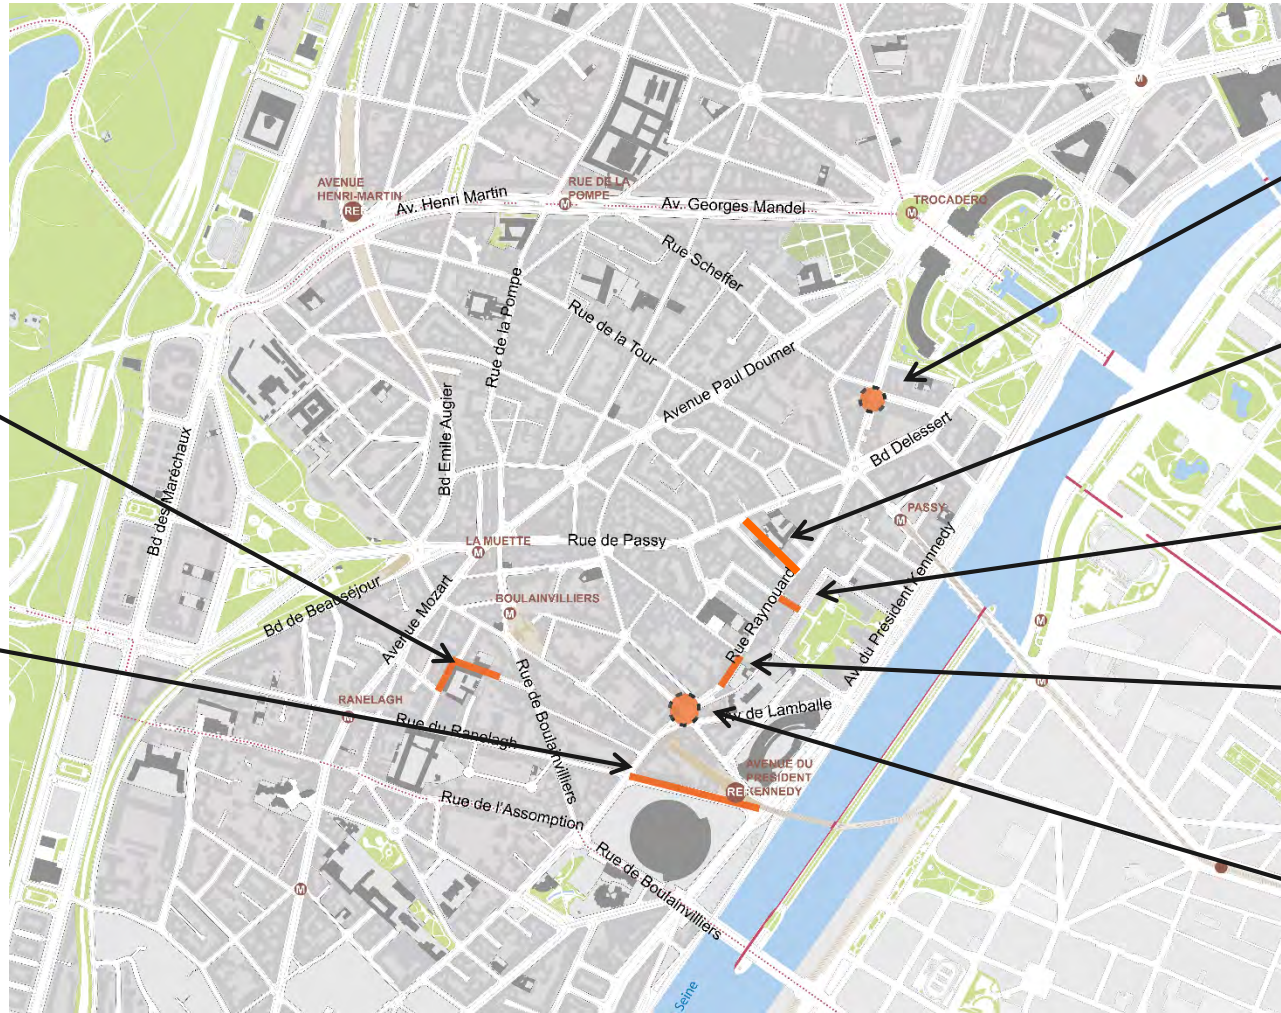 AVENUE
HENRI-MARTIN
RE
Av. Henri Martin
RUE DE LA
POMPE
M
Av. Georges Mandel
TROCADERO
M
M
Rue Scheffer
Rue de la Pompe
Rue de la Tour
Avenue Paul Doumer
Bd Emile Augier
Bd Delessert
Bd des Maréchaux
PASSY
M
LA MUETTE
M
Rue de Passy
Bd de Beauséjour
Avenue Mozart
BOULAINVILLIERS
M
Rue Raynouard
Av. du Président Kennnedy
M
M
RANELAGH
M
Rue du Ranelagh
Rue de Boulainvilliers
de Lamballe
AVENUE DU
PRESIDENT
KENNEDY
RE
Rue de l'Assomption
Rue de Boulainvilliers
M
Seine